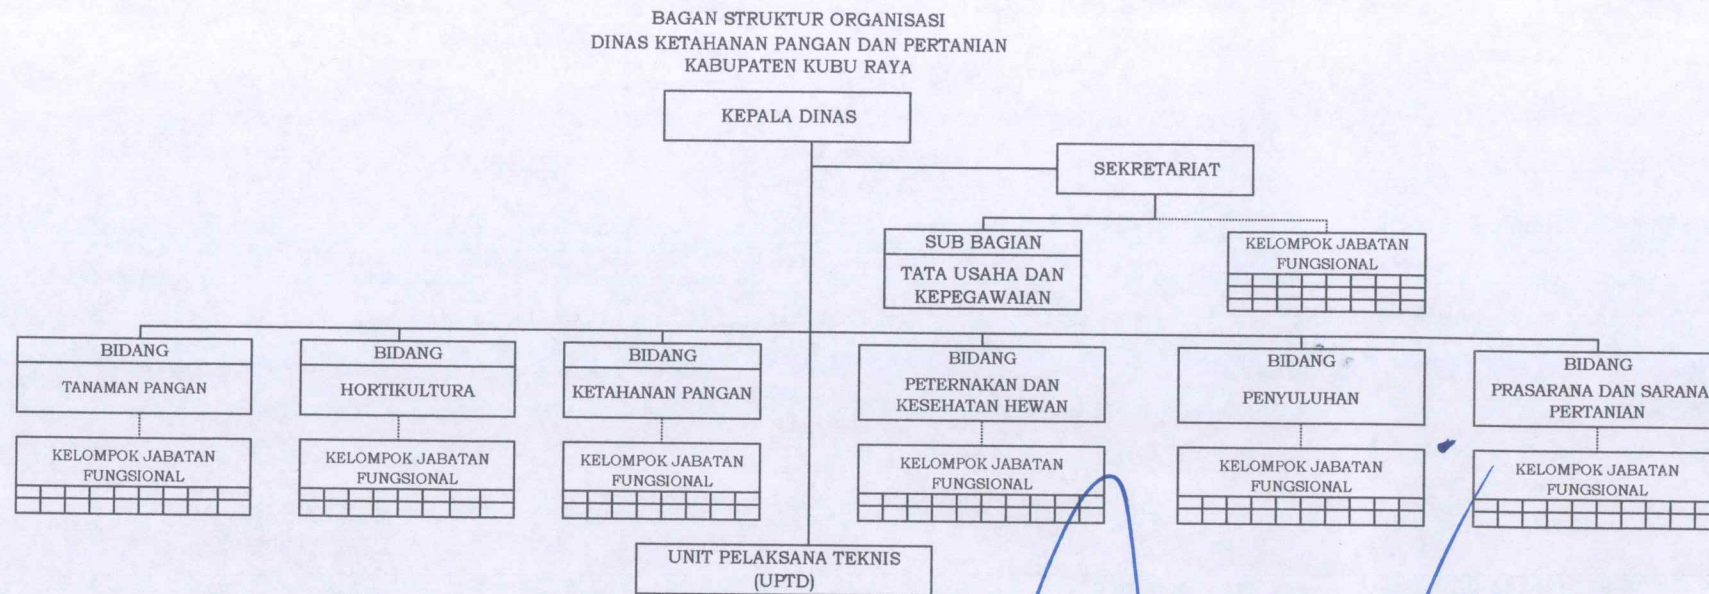 BAGAN STRUKTUR ORGANISASI
DINAS KETAHANAN PANGAN DAN PERTANIAN
KABUPATEN KUBU RAYA
KEPALA DINAS
SEKRETARIAT
SUB BAGIAN
TATA USAHA DAN
KEPEGAWAIAN
KELOMPOK JABATAN
FUNGSIONAL
BIDANG
TANAMAN PANGAN
BIDANG
HORTIKULTURA
BIDANG
KETAHANAN PANGAN
BIDANG
PETERNAKAN DAN
KESEHATAN HEWAN
BIDANG
PENYULUHAN
BIDANG
PRASARANA DAN SARANA
PERTANIAN
KELOMPOK JABATAN
FUNGSIONAL
KELOMPOK JABATAN
FUNGSIONAL
KELOMPOK JABATAN
FUNGSIONAL
KELOMPOK JABATAN
FUNGSIONAL
KELOMPOK JABATAN
FUNGSIONAL
KELOMPOK JABATAN
FUNGSIONAL
UNIT PELAKSANA TEKNIS
(UPTD)